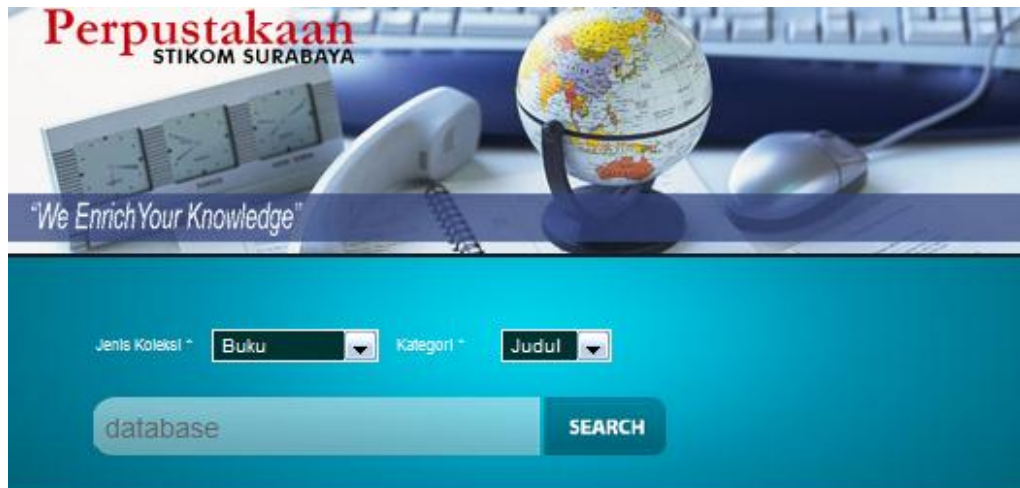 Perpustakaan
STIKOM SURABAYA
"We Enrich Your Knowledge"
Jenis Koleksi * Buku Kategori * Judul
database SEARCH